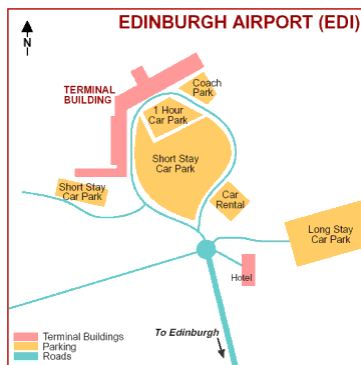 EDINBURGH AIRPORT (EDI)
N
TERMINAL
BUILDING
Coach
Park
1 Hour
Car Park
Short Stay
Car Park
Short Stay
Car Park
Car
Rental
Long Stay
Car Park
Hotel
To Edinburgh
Terminal Buildings
Parking
Roads